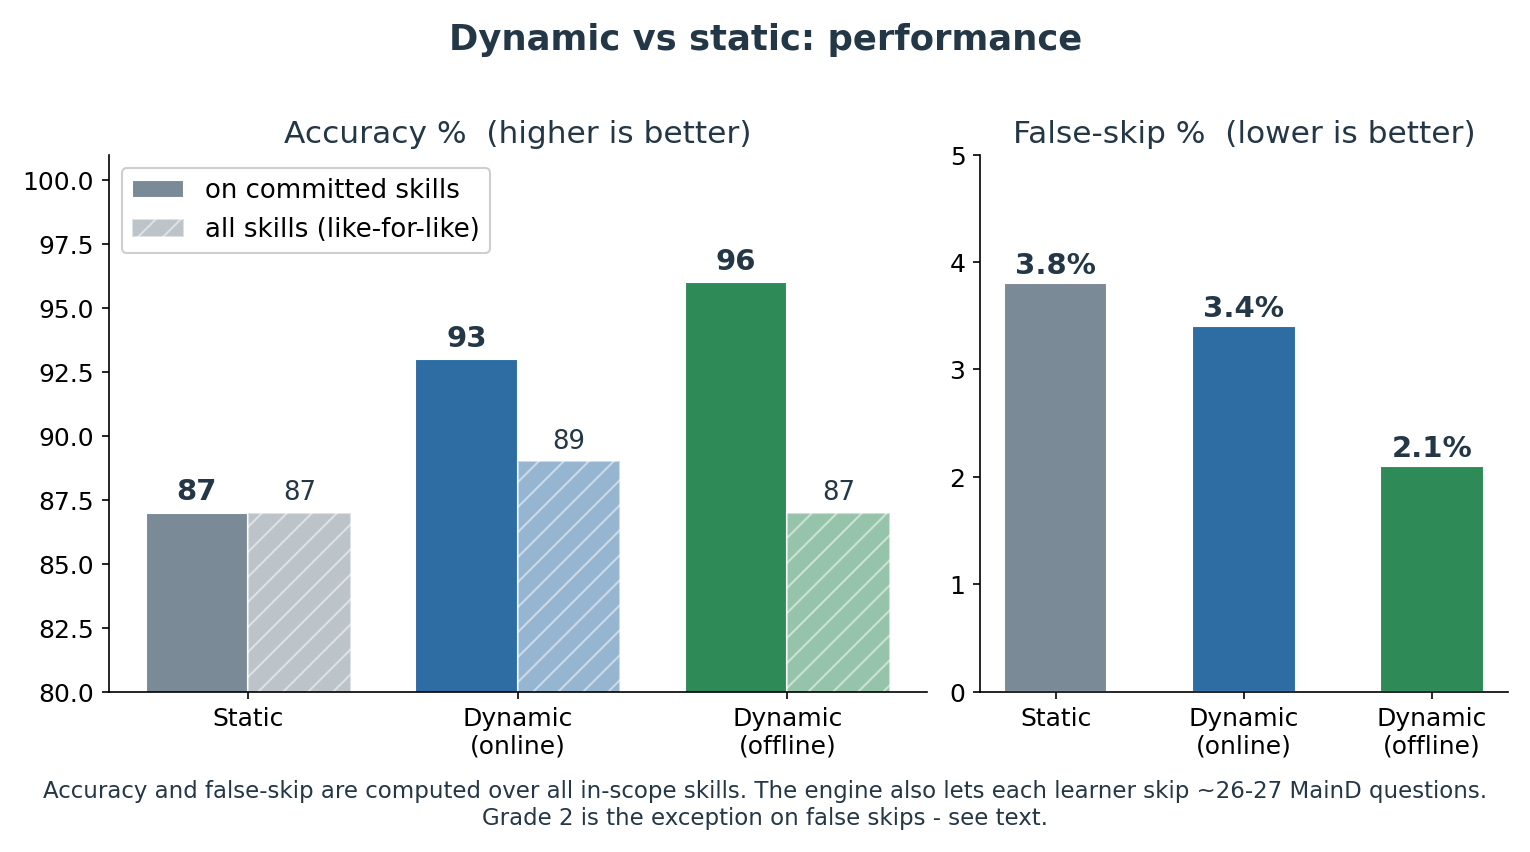 Dynamic vs static: performance
Accuracy %  (higher is better)
100.0
97.5
95.0
92.5
90.0
87.5
85.0
82.5
80.0
on committed skills
all skills (like-for-like)
87
87
93
89
96
87
Static
Dynamic
(online)
Dynamic
(offline)
False-skip %  (lower is better)
5
4
3
2
1
0
3.8%
3.4%
2.1%
Static
Dynamic
(online)
Dynamic
(offline)
Accuracy and false-skip are computed over all in-scope skills. The engine also lets each learner skip ~26-27 MainD questions.
Grade 2 is the exception on false skips - see text.